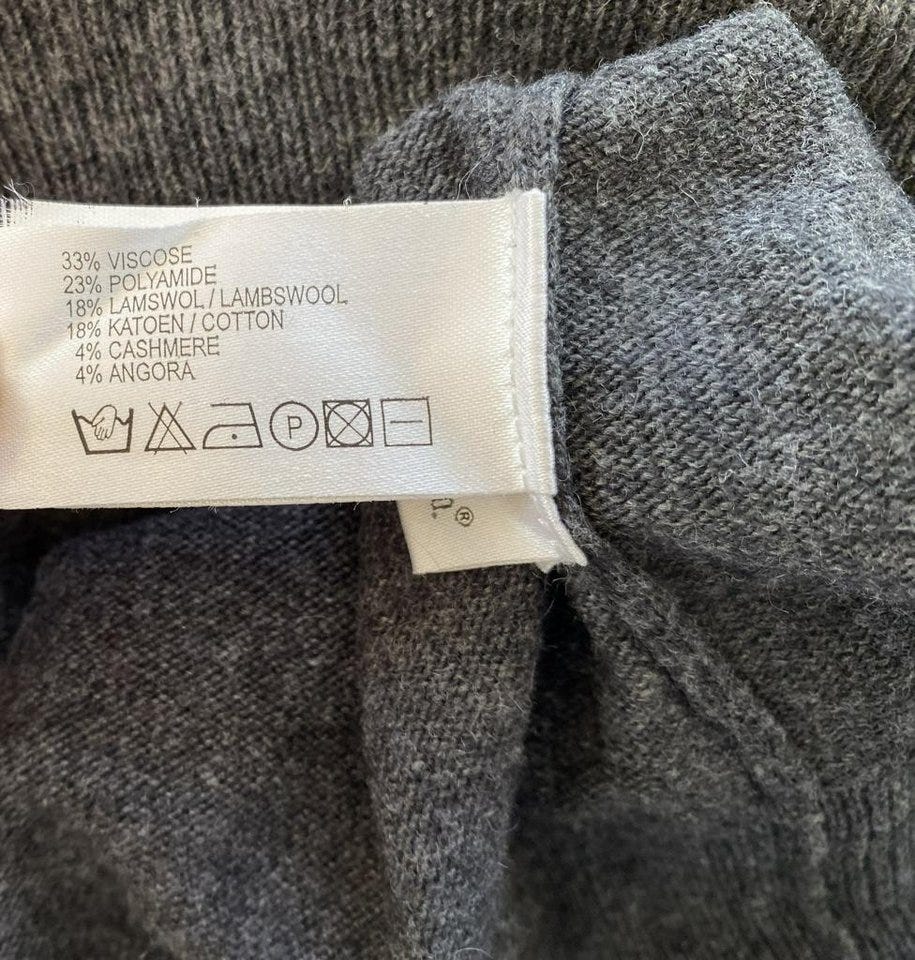 33% VISCOSE
23% POLYAMIDE
18% LAMSWOL / LAMBSWOOL
18% KATOEN / COTTON
4% CASHMERE
4% ANGORA
P